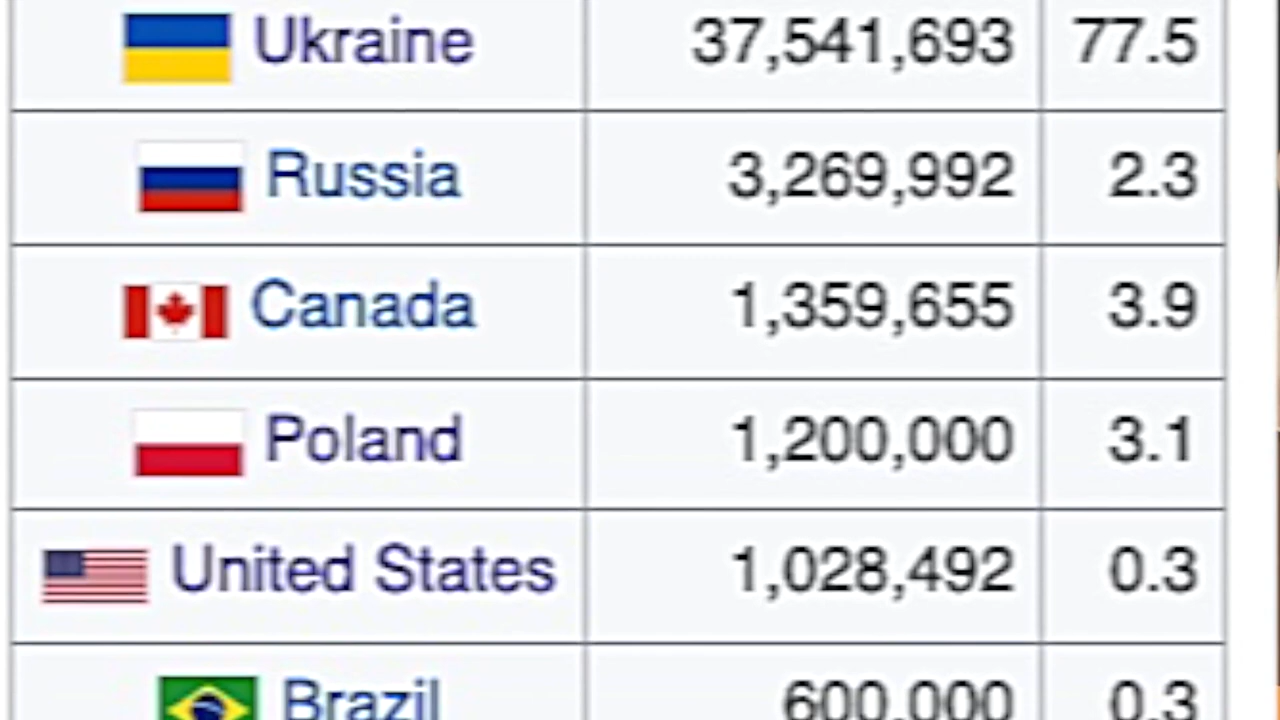 Ukraine 37,541,693 77.5
Russia 3,269,992 2.3
Canada 1,359,655 3.9
Poland 1,200,000 3.1
United States 1,028,492 0.3
Brazil 600,000 0.3